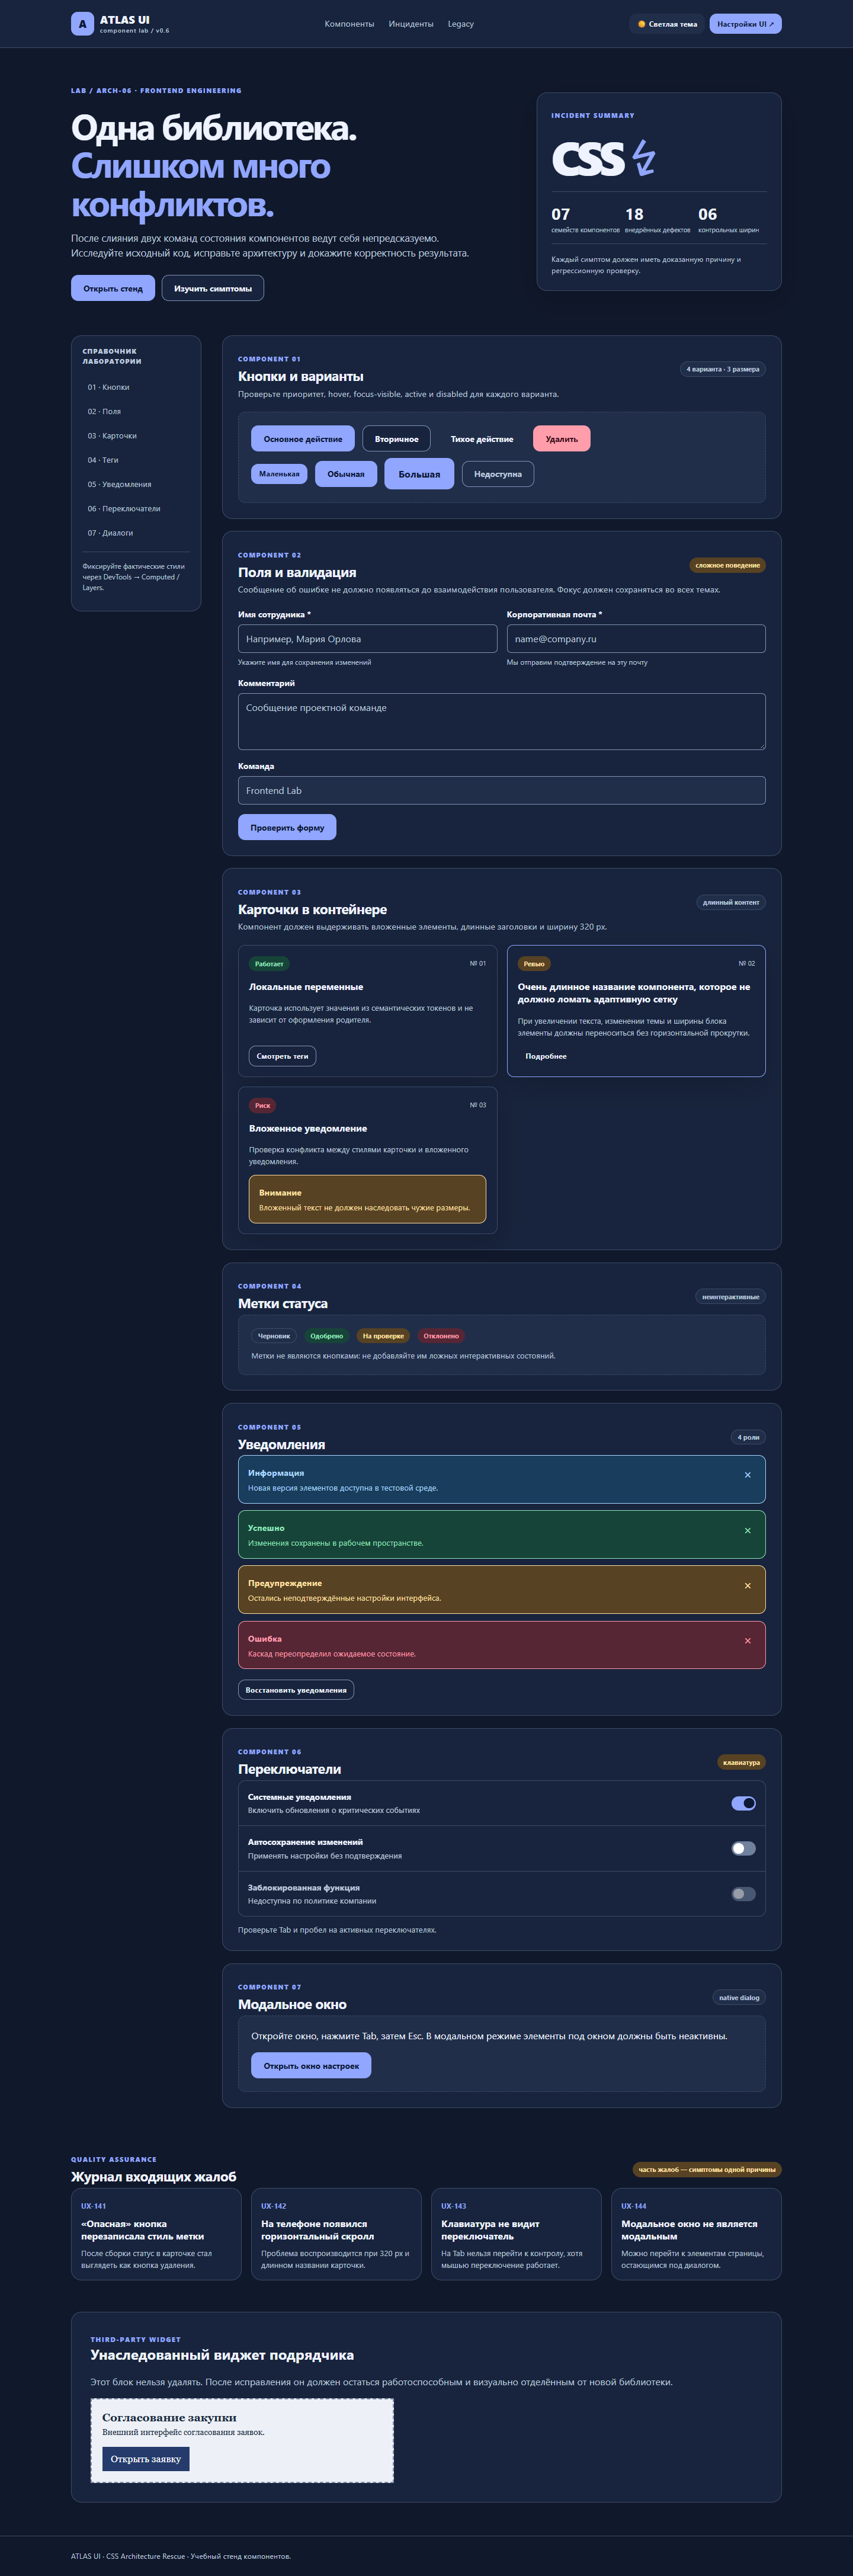 A
ATLAS UI
component lab / v0.6
Компоненты
Инциденты
Legacy
Светлая тема
Настройки UI ↗
LAB / ARCH-06 · FRONTEND ENGINEERING
Одна библиотека.
Слишком много
конфликтов.
После слияния двух команд состояния компонентов ведут себя непредсказуемо.
Исследуйте исходный код, исправьте архитектуру и докажите корректность результата.
Открыть стенд
Изучить симптомы
INCIDENT SUMMARY
CSS
07
семейств компонентов
18
внедрённых дефектов
06
контрольных ширин
Каждый симптом должен иметь доказанную причину и
регрессионную проверку.
СПРАВОЧНИК
ЛАБОРАТОРИИ
01 · Кнопки
02 · Поля
03 · Карточки
04 · Теги
05 · Уведомления
06 · Переключатели
07 · Диалоги
Фиксируйте фактические стили
через DevTools → Computed /
Layers.
COMPONENT 01
Кнопки и варианты
Проверьте приоритет, hover, focus-visible, active и disabled для каждого варианта.
4 варианта · 3 размера
Основное действие
Вторичное
Тихое действие
Удалить
Маленькая
Обычная
Большая
Недоступна
COMPONENT 02
Поля и валидация
Сообщение об ошибке не должно появляться до взаимодействия пользователя. Фокус должен сохраняться во всех темах.
сложное поведение
Имя сотрудника *
Например, Мария Орлова
Укажите имя для сохранения изменений
Корпоративная почта *
name@company.ru
Мы отправим подтверждение на эту почту
Комментарий
Сообщение проектной команде
Команда
Frontend Lab
Проверить форму
COMPONENT 03
Карточки в контейнере
Компонент должен выдерживать вложенные элементы, длинные заголовки и ширину 320 px.
длинный контент
Работает
№ 01
Локальные переменные
Карточка использует значения из семантических токенов и не
зависит от оформления родителя.
Смотреть теги
Ревью
№ 02
Очень длинное название компонента, которое не
должно ломать адаптивную сетку
При увеличении текста, изменении темы и ширины блока
элементы должны переноситься без горизонтальной прокрутки.
Подробнее
Риск
№ 03
Вложенное уведомление
Проверка конфликта между стилями карточки и вложенного
уведомления.
Внимание
Вложенный текст не должен наследовать чужие размеры.
COMPONENT 04
Метки статуса
неинтерактивные
Черновик
Одобрено
На проверке
Отклонено
Метки не являются кнопками: не добавляйте им ложных интерактивных состояний.
COMPONENT 05
Уведомления
4 роли
Информация
Новая версия элементов доступна в тестовой среде.
×
Успешно
Изменения сохранены в рабочем пространстве.
×
Предупреждение
Остались неподтверждённые настройки интерфейса.
×
Ошибка
Каскад переопределил ожидаемое состояние.
×
Восстановить уведомления
COMPONENT 06
Переключатели
клавиатура
Системные уведомления
Включить обновления о критических событиях
Автосохранение изменений
Применять настройки без подтверждения
Заблокированная функция
Недоступна по политике компании
Проверьте Tab и пробел на активных переключателях.
COMPONENT 07
Модальное окно
native dialog
Откройте окно, нажмите Tab, затем Esc. В модальном режиме элементы под окном должны быть неактивны.
Открыть окно настроек
QUALITY ASSURANCE
Журнал входящих жалоб
часть жалоб — симптомы одной причины
UX-141
«Опасная» кнопка
перезаписала стиль метки
После сборки статус в карточке стал
выглядеть как кнопка удаления.
UX-142
На телефоне появился
горизонтальный скролл
Проблема воспроизводится при 320 px и
длинном названии карточки.
UX-143
Клавиатура не видит
переключатель
На Tab нельзя перейти к контролу, хотя
мышью переключение работает.
UX-144
Модальное окно не является
модальным
Можно перейти к элементам страницы,
остающимся под диалогом.
THIRD-PARTY WIDGET
Унаследованный виджет подрядчика
Этот блок нельзя удалять. После исправления он должен остаться работоспособным и визуально отделённым от новой библиотеки.
Согласование закупки
Внешний интерфейс согласования заявок.
Открыть заявку
ATLAS UI · CSS Architecture Rescue · Учебный стенд компонентов.